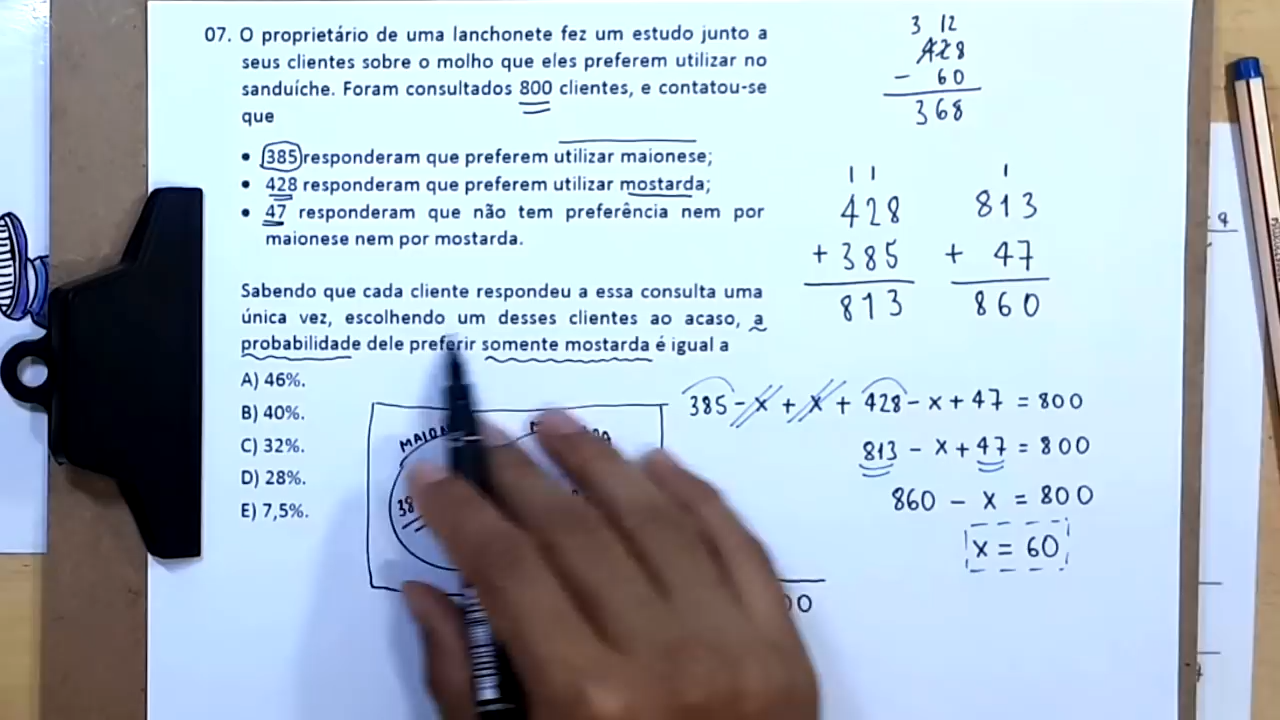 07. O proprietário de uma lanchonete fez um estudo junto a
seus clientes sobre o molho que eles preferem utilizar no
sanduíche. Foram consultados 800 clientes, e contatou-se
que
• 385 responderam que preferem utilizar maionese;
• 428 responderam que preferem utilizar mostarda;
• 47 responderam que não tem preferência nem por
maionese nem por mostarda.
Sabendo que cada cliente respondeu a essa consulta uma
única vez, escolhendo um desses clientes ao acaso, a
probabilidade dele preferir somente mostarda é igual a
A) 46%.
B) 40%.
C) 32%.
D) 28%.
E) 7,5%.
3 12
428
- 60
368
1 1
428
+ 385
813
1
813
+ 47
860
385 - x + x + 428 - x + 47 = 800
813 - x + 47 = 800
860 - x = 800
x = 60